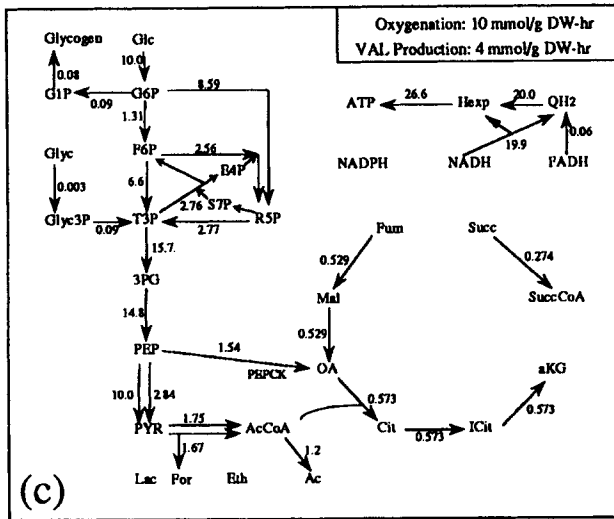 Oxygenation: 10 mmol/g DW-hr
VAL Production: 4 mmol/g DW-hr
Glycogen Glc
0.08 10.0
G1P 0.09 G6P 8.59
1.31
ATP 26.6 Hexp 20.0 QH2
19.9 0.06
NADPH NADH FADH
Glyc F6P 2.56
E4P
0.003 6.6 2.76 S7P
Glyc3P 0.09 T3P 2.77 R5P
15.7
3PG
14.8
PEP 1.54
PEPCK
10.0 2.84
PYR 1.75 AcCoA
1.67 1.2
Lac For Eth Ac
Fum Succ
0.529 0.274
Mal SuccCoA
0.529
OA aKG
0.573 0.573
Cit 0.573 ICit
(c)